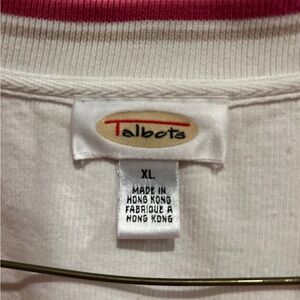 Talbots
XL
MADE IN
HONG KONG
FABRIQUE A
HONG KONG